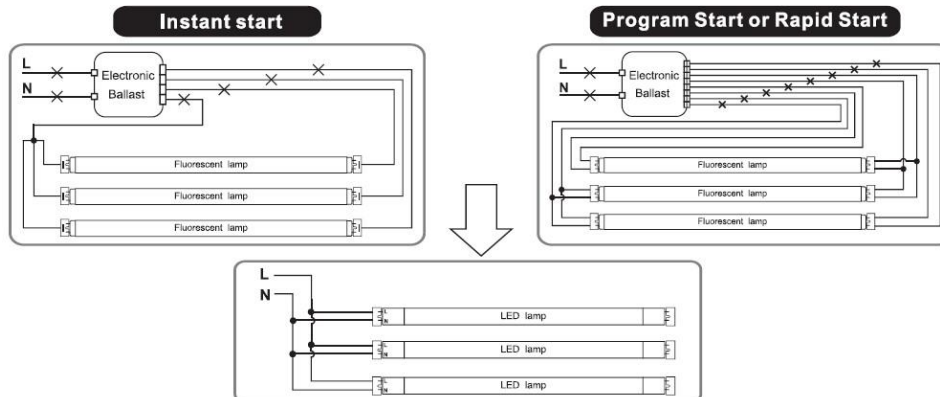 Instant start
L
N
Electronic
Ballast
Fluorescent lamp
Fluorescent lamp
Fluorescent lamp
Program Start or Rapid Start
L
N
Electronic
Ballast
Fluorescent lamp
Fluorescent lamp
Fluorescent lamp
L
N
L
N
LED lamp
L
N
LED lamp
L
N
LED lamp